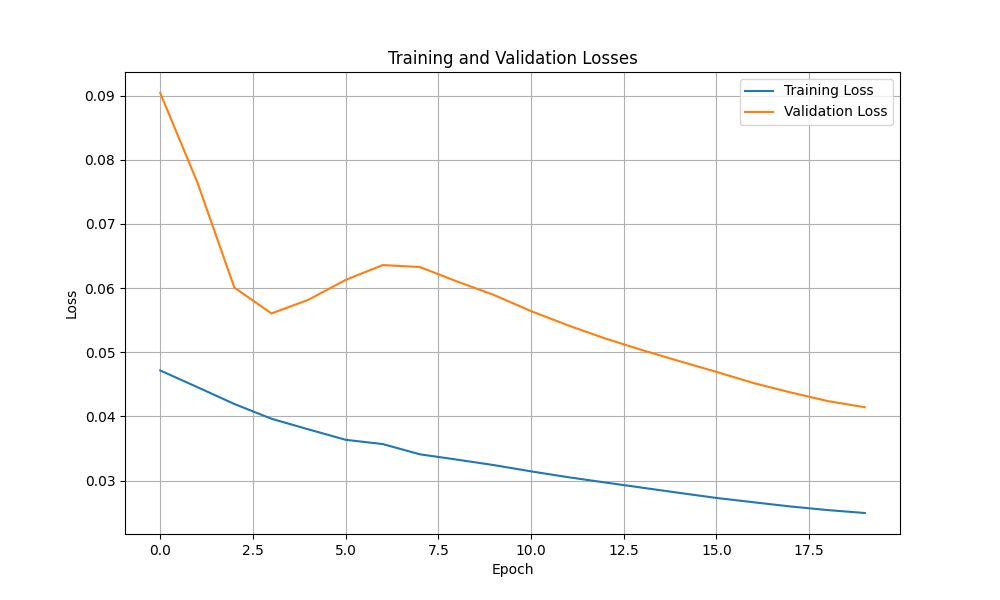 Training and Validation Losses
Training Loss
Validation Loss
0.09
0.08
0.07
0.06
0.05
0.04
0.03
Loss
0.0 2.5 5.0 7.5 10.0 12.5 15.0 17.5
Epoch